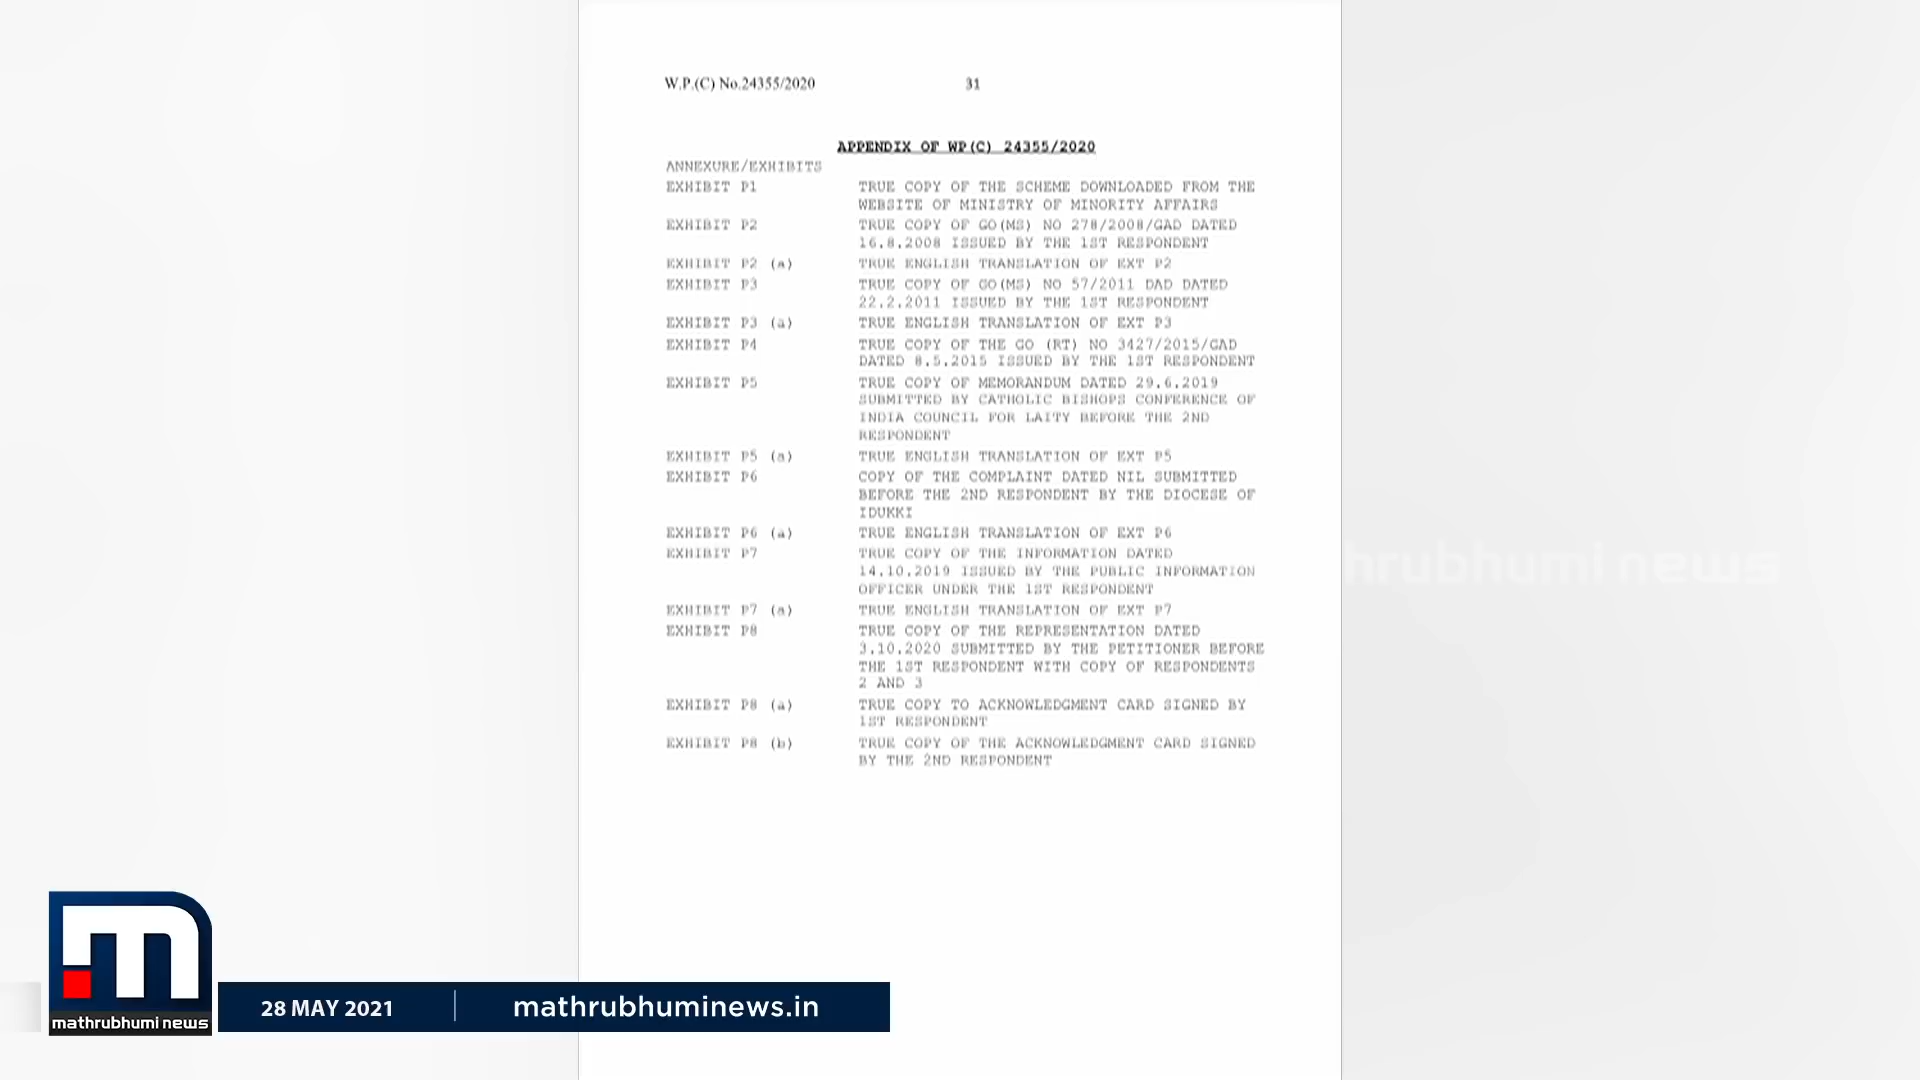 W.P.(C) No.24355/2020 31
APPENDIX OF WP(C) 24355/2020
ANNEXURE/EXHIBITS
EXHIBIT P1 TRUE COPY OF THE SCHEME DOWNLOADED FROM THE
WEBSITE OF MINISTRY OF MINORITY AFFAIRS
EXHIBIT P2 TRUE COPY OF GO(MS) NO 278/2008/GAD DATED
16.8.2008 ISSUED BY THE 1ST RESPONDENT
EXHIBIT P2 (a) TRUE ENGLISH TRANSLATION OF EXT P2
EXHIBIT P3 TRUE COPY OF GO(MS) NO 57/2011 DAD DATED
22.2.2011 ISSUED BY THE 1ST RESPONDENT
EXHIBIT P3 (a) TRUE ENGLISH TRANSLATION OF EXT P3
EXHIBIT P4 TRUE COPY OF THE GO (RT) NO 3427/2015/GAD
DATED 8.5.2015 ISSUED BY THE 1ST RESPONDENT
EXHIBIT P5 TRUE COPY OF MEMORANDUM DATED 29.6.2019
SUBMITTED BY CATHOLIC BISHOPS CONFERENCE OF
INDIA COUNCIL FOR LAITY BEFORE THE 2ND
RESPONDENT
EXHIBIT P5 (a) TRUE ENGLISH TRANSLATION OF EXT P5
EXHIBIT P6 COPY OF THE COMPLAINT DATED NIL SUBMITTED
BEFORE THE 2ND RESPONDENT BY THE DIOCESE OF
IDUKKI
EXHIBIT P6 (a) TRUE ENGLISH TRANSLATION OF EXT P6
EXHIBIT P7 TRUE COPY OF THE INFORMATION DATED
14.10.2019 ISSUED BY THE PUBLIC INFORMATION
OFFICER UNDER THE 1ST RESPONDENT
EXHIBIT P7 (a) TRUE ENGLISH TRANSLATION OF EXT P7
EXHIBIT P8 TRUE COPY OF THE REPRESENTATION DATED
3.10.2020 SUBMITTED BY THE PETITIONER BEFORE
THE 1ST RESPONDENT WITH COPY OF RESPONDENTS
2 AND 3
EXHIBIT P8 (a) TRUE COPY TO ACKNOWLEDGMENT CARD SIGNED BY
1ST RESPONDENT
EXHIBIT P8 (b) TRUE COPY OF THE ACKNOWLEDGMENT CARD SIGNED
BY THE 2ND RESPONDENT
hrubhumi news
mathrubhumi news
28 MAY 2021 mathrubhuminews.in